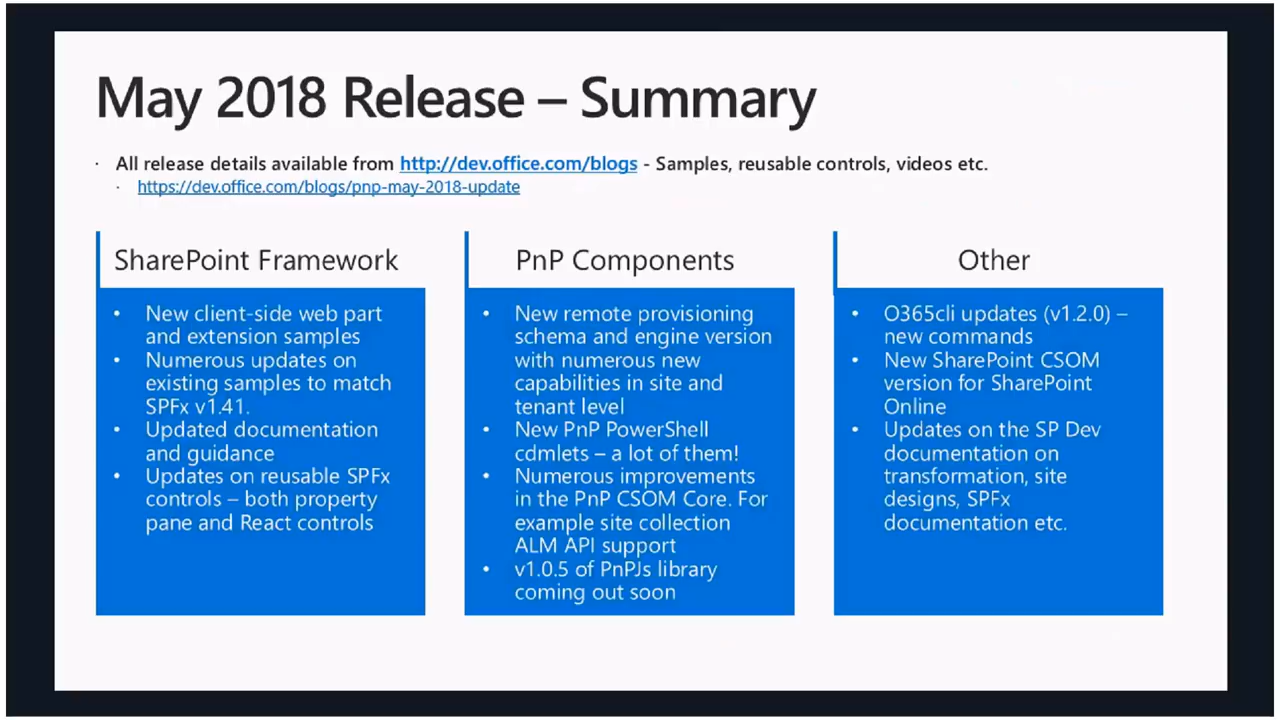 May 2018 Release – Summary
· All release details available from http://dev.office.com/blogs - Samples, reusable controls, videos etc.
· https://dev.office.com/blogs/pnp-may-2018-update
SharePoint Framework
• New client-side web part
and extension samples
• Numerous updates on
existing samples to match
SPFx v1.41.
• Updated documentation
and guidance
• Updates on reusable SPFx
controls – both property
pane and React controls
PnP Components
• New remote provisioning
schema and engine version
with numerous new
capabilities in site and
tenant level
• New PnP PowerShell
cdmlets – a lot of them!
• Numerous improvements
in the PnP CSOM Core. For
example site collection
ALM API support
• v1.0.5 of PnPJs library
coming out soon
Other
• O365cli updates (v1.2.0) –
new commands
• New SharePoint CSOM
version for SharePoint
Online
• Updates on the SP Dev
documentation on
transformation, site
designs, SPFx
documentation etc.